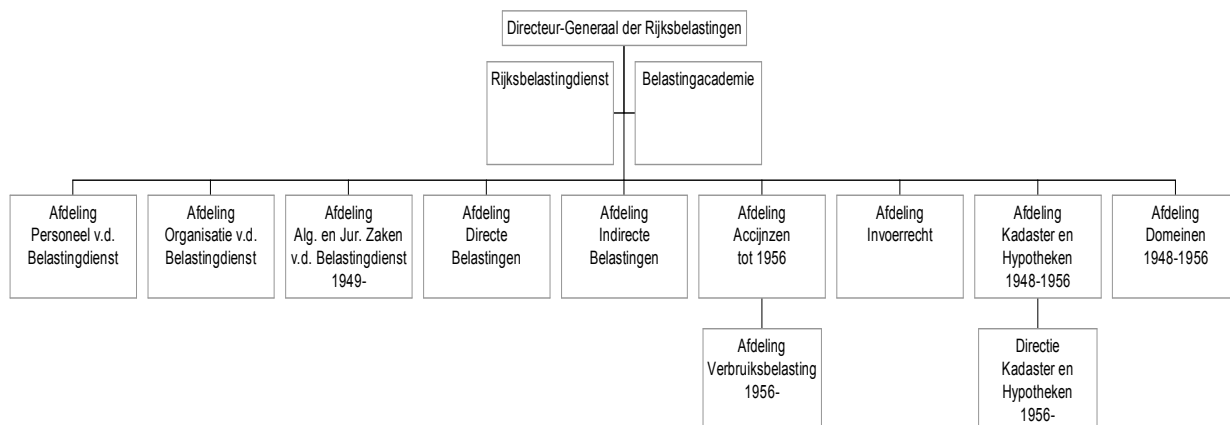 Directeur-Generaal der Rijksbelastingen
Rijksbelastingdienst
Belastingacademie
Afdeling
Personeel v.d.
Belastingdienst
Afdeling
Organisatie v.d.
Belastingdienst
Afdeling
Alg. en Jur. Zaken
v.d. Belastingdienst
1949-
Afdeling
Directe
Belastingen
Afdeling
Indirecte
Belastingen
Afdeling
Accijnzen
tot 1956
Afdeling
Invoerrecht
Afdeling
Kadaster en
Hypotheken
1948-1956
Afdeling
Domeinen
1948-1956
Afdeling
Verbruiksbelasting
1956-
Directie
Kadaster en
Hypotheken
1956-